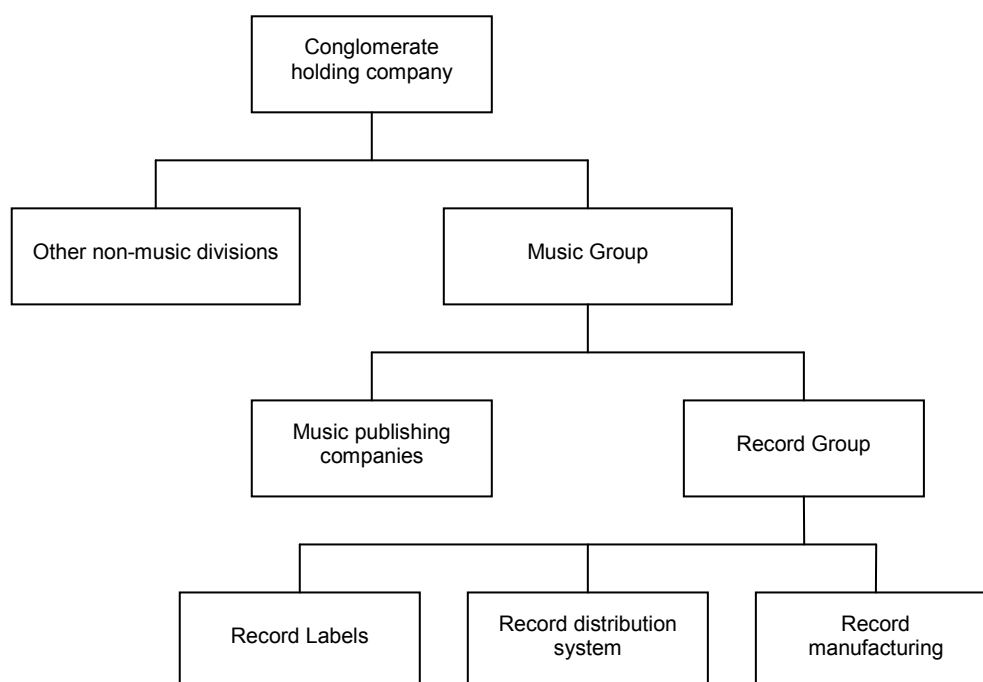 Conglomerate
holding company
Other non-music divisions
Music Group
Music publishing
companies
Record Group
Record Labels
Record distribution
system
Record
manufacturing